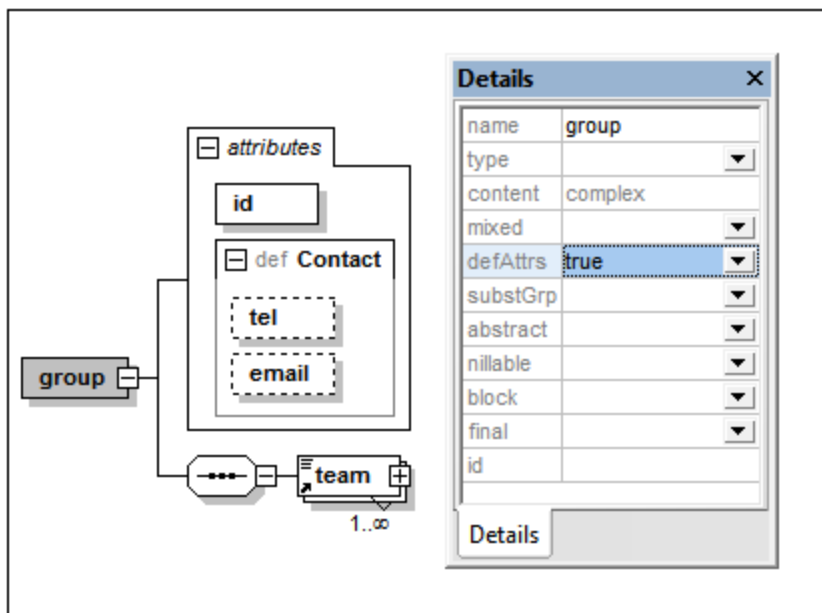 attributes
id
def Contact
tel
email
group
team
1..∞
Details
name group
type
content complex
mixed
defAttrs true
substGrp
abstract
nillable
block
final
id
Details